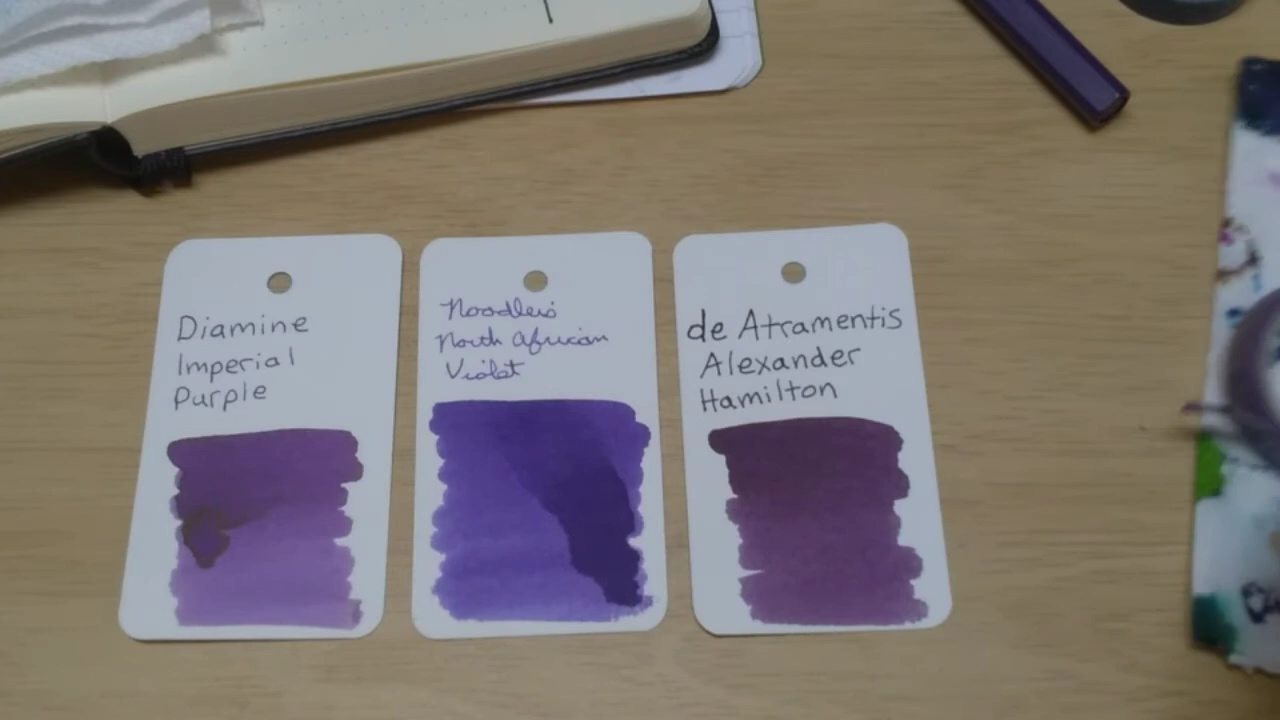 Diamine
Imperial
Purple
Noodler's
North African
Violet
de Atramentis
Alexander
Hamilton